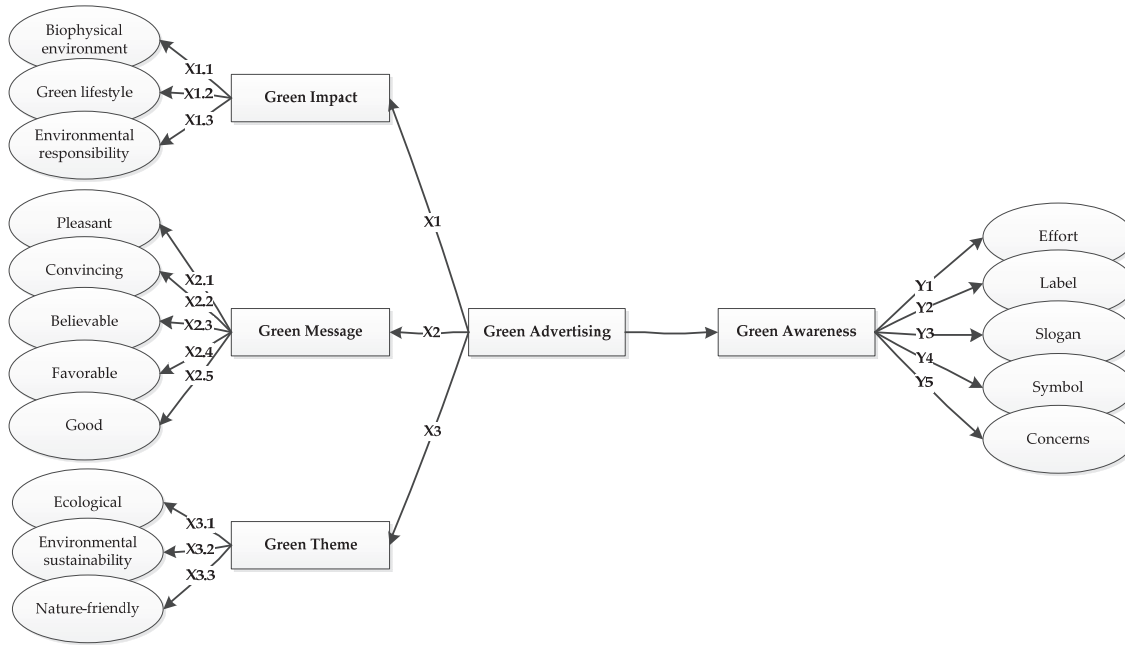 Biophysical
environment
Green lifestyle
Environmental
responsibility
X1.1
X1.2
X1.3
Green Impact
Pleasant
Convincing
Believable
Favorable
Good
X2.1
X2.2
X2.3
X2.4
X2.5
Green Message
Ecological
Environmental
sustainability
Nature-friendly
X3.1
X3.2
X3.3
Green Theme
X1
X2
X3
Green Advertising
Green Awareness
Y1
Y2
Y3
Y4
Y5
Effort
Label
Slogan
Symbol
Concerns